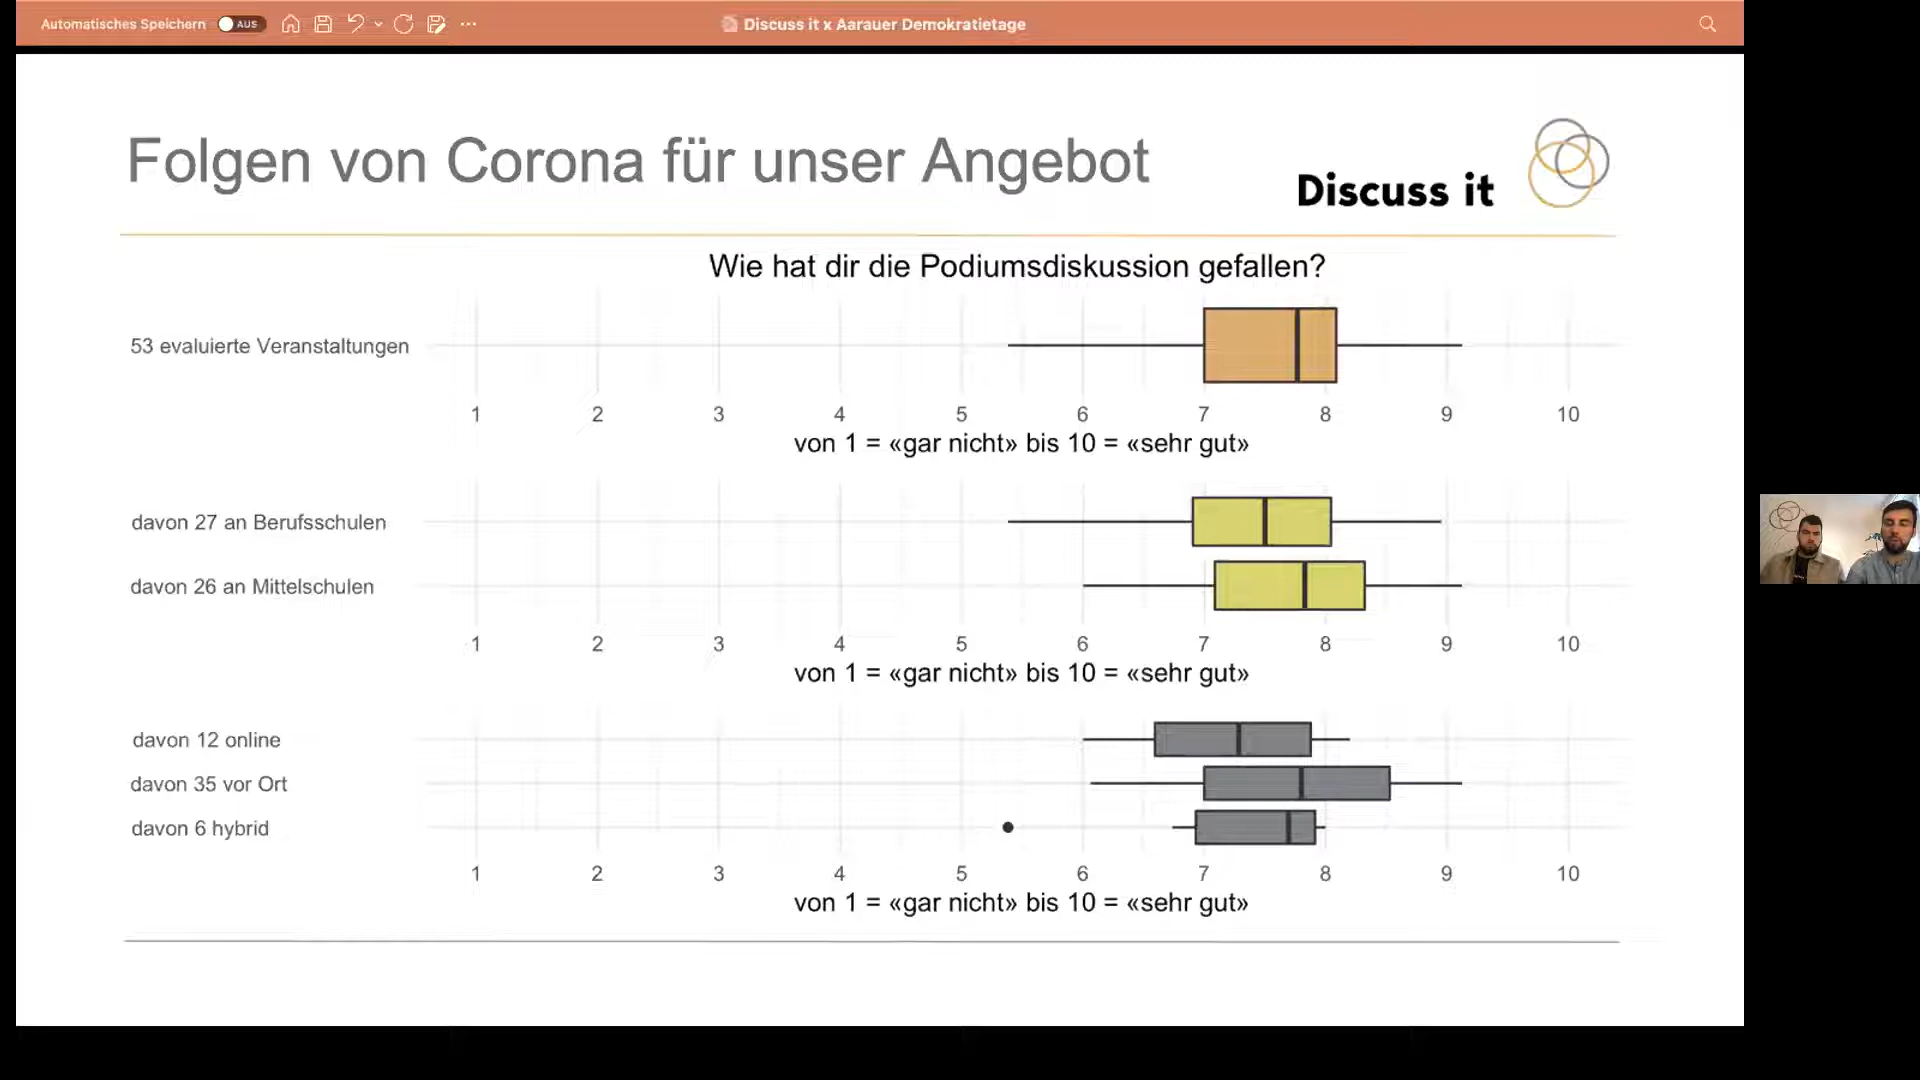 Automatisches Speichern AUS Discuss it x Aarauer Demokratietage
Folgen von Corona für unser Angebot
Discuss it
Wie hat dir die Podiumsdiskussion gefallen?
53 evaluierte Veranstaltungen
1 2 3 4 5 6 7 8 9 10
von 1 = «gar nicht» bis 10 = «sehr gut»
davon 27 an Berufsschulen
davon 26 an Mittelschulen
1 2 3 4 5 6 7 8 9 10
von 1 = «gar nicht» bis 10 = «sehr gut»
davon 12 online
davon 35 vor Ort
davon 6 hybrid
1 2 3 4 5 6 7 8 9 10
von 1 = «gar nicht» bis 10 = «sehr gut»